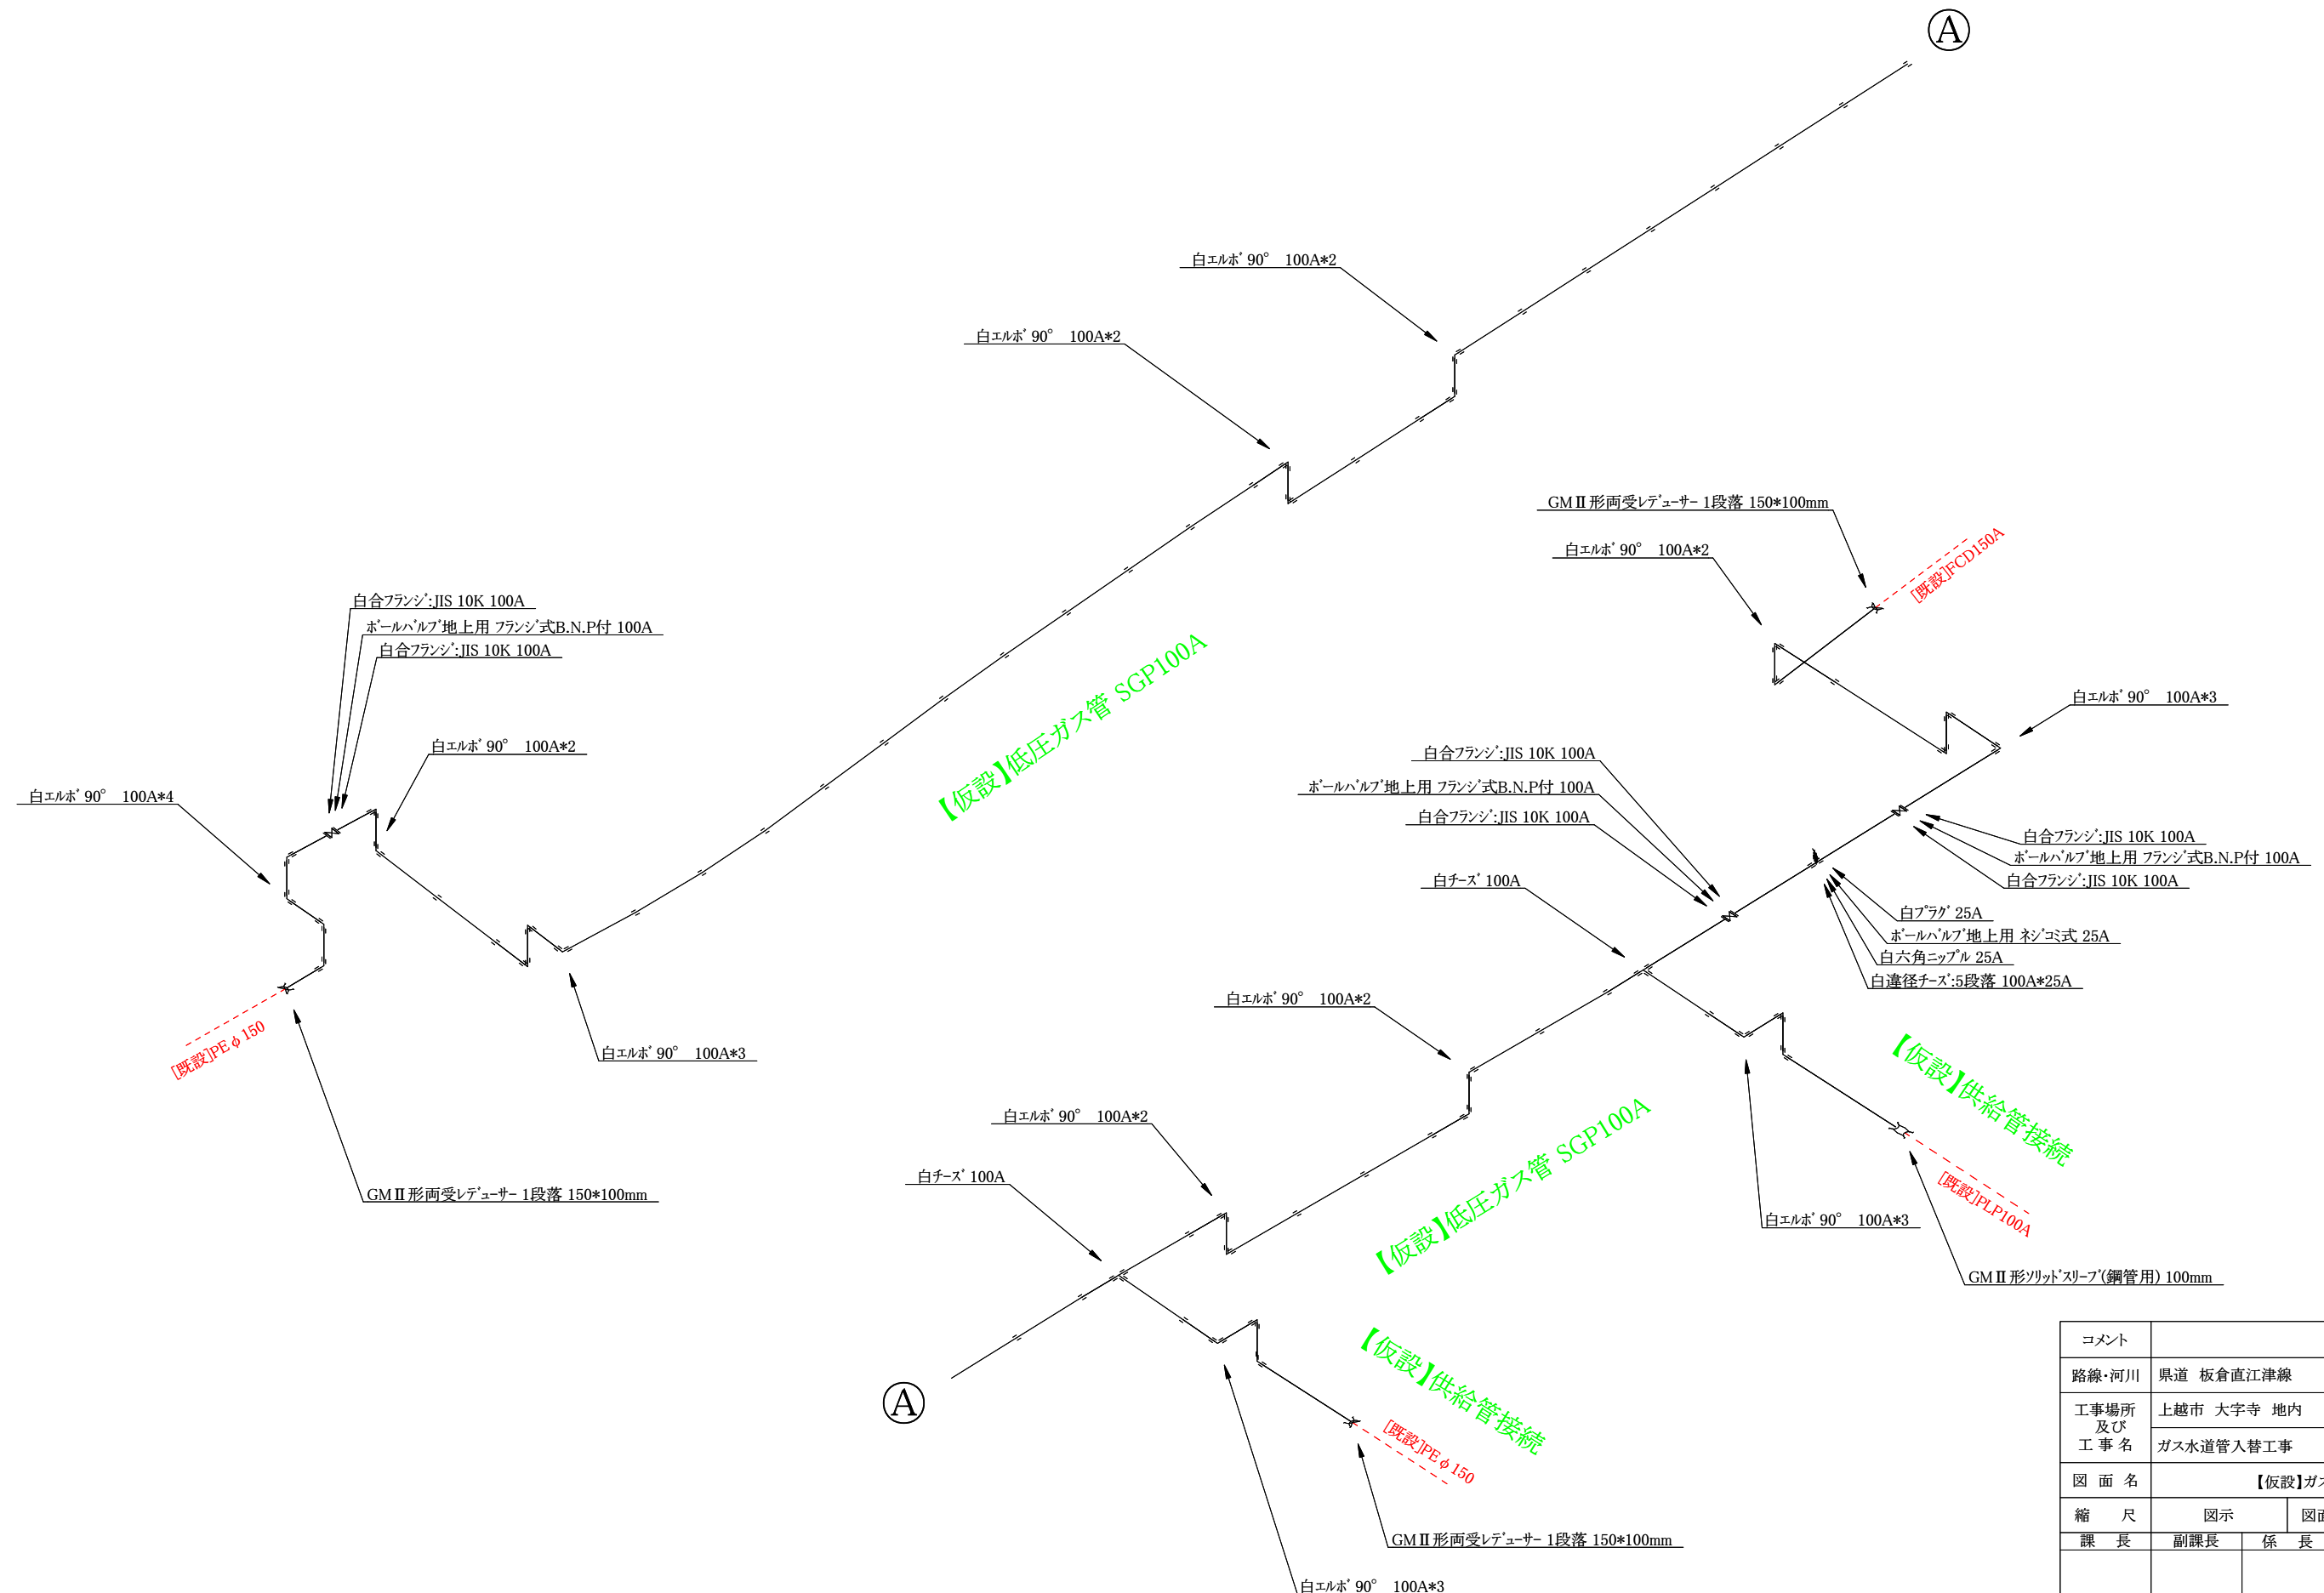 Ⓐ
白エルボ 90° 100A*2
白エルボ 90° 100A*2
GMⅡ形両受レデューサー 1段落 150*100mm
白エルボ 90° 100A*2
[既設]FCD150A
白合フランジ:JIS 10K 100A
ボールバルブ地上用 フランジ式B.N.P付 100A
白合フランジ:JIS 10K 100A
【仮設】低圧ガス管 SGP100A
白エルボ 90° 100A*3
白エルボ 90° 100A*2
白合フランジ:JIS 10K 100A
ボールバルブ地上用 フランジ式B.N.P付 100A
白合フランジ:JIS 10K 100A
白エルボ 90° 100A*4
白合フランジ:JIS 10K 100A
ボールバルブ地上用 フランジ式B.N.P付 100A
白合フランジ:JIS 10K 100A
白チーズ 100A
白プラグ 25A
ボールバルブ地上用 ネジコミ式 25A
白六角ニップル 25A
白違径チーズ:5段落 100A*25A
白エルボ 90° 100A*2
[既設]PEφ150
白エルボ 90° 100A*3
【仮設】供給管接続
白エルボ 90° 100A*2
【仮設】低圧ガス管 SGP100A
白チーズ 100A
GMⅡ形両受レデューサー 1段落 150*100mm
[既設]PLP100A
白エルボ 90° 100A*3
GMⅡ形ソリッドスリーブ(鋼管用) 100mm
Ⓐ
【仮設】供給管接続
[既設]PEφ150
GMⅡ形両受レデューサー 1段落 150*100mm
白エルボ 90° 100A*3
コメント
路線・河川 県道 板倉直江津線
工事場所 上越市 大字寺 地内
及び
工事名 ガス水道管入替工事
図面名 【仮設】ガ
縮尺 図示 図
課長 副課長 係長